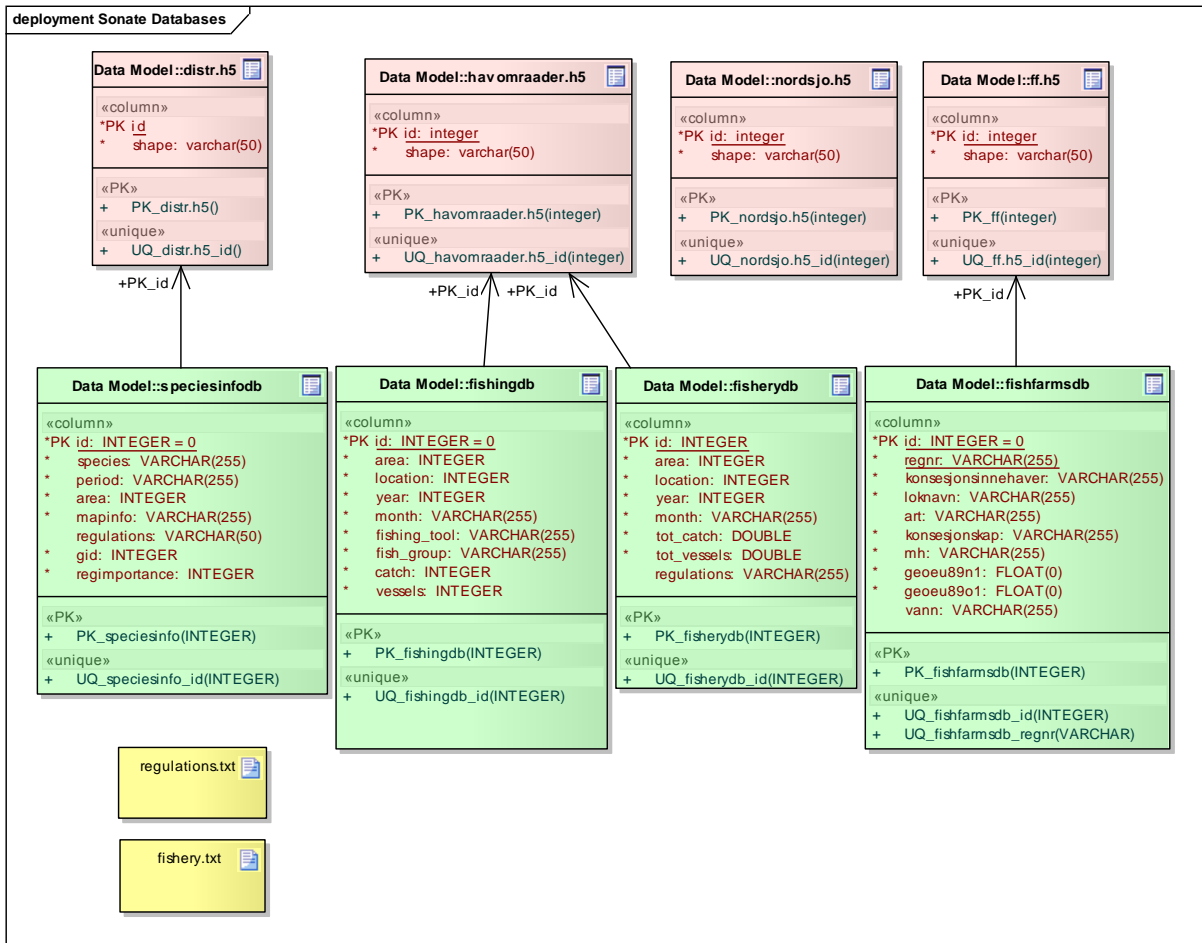 deployment Sonate Databases
Data Model::distr.h5
«column»
*PK id
* shape: varchar(50)
«PK»
+ PK_distr.h5()
«unique»
+ UQ_distr.h5_id()
Data Model::havomraader.h5
«column»
*PK id: integer
* shape: varchar(50)
«PK»
+ PK_havomraader.h5(integer)
«unique»
+ UQ_havomraader.h5_id(integer)
Data Model::nordsjo.h5
«column»
*PK id: integer
* shape: varchar(50)
«PK»
+ PK_nordsjo.h5(integer)
«unique»
+ UQ_nordsjo.h5_id(integer)
Data Model::ff.h5
«column»
*PK id: integer
* shape: varchar(50)
«PK»
+ PK_ff(integer)
«unique»
+ UQ_ff.h5_id(integer)
+PK_id
+PK_id
+PK_id
+PK_id
Data Model::speciesinfodb
«column»
*PK id: INTEGER = 0
* species: VARCHAR(255)
* period: VARCHAR(255)
* area: INTEGER
* mapinfo: VARCHAR(255)
regulations: VARCHAR(50)
* gid: INTEGER
* regimportance: INTEGER
«PK»
+ PK_speciesinfo(INTEGER)
«unique»
+ UQ_speciesinfo_id(INTEGER)
Data Model::fishingdb
«column»
*PK id: INTEGER = 0
* area: INTEGER
* location: INTEGER
* year: INTEGER
* month: VARCHAR(255)
* fishing_tool: VARCHAR(255)
* fish_group: VARCHAR(255)
* catch: INTEGER
* vessels: INTEGER
«PK»
+ PK_fishingdb(INTEGER)
«unique»
+ UQ_fishingdb_id(INTEGER)
Data Model::fisherydb
«column»
*PK id: INTEGER
* area: INTEGER
* location: INTEGER
* year: INTEGER
* month: VARCHAR(255)
* tot_catch: DOUBLE
* tot_vessels: DOUBLE
regulations: VARCHAR(255)
«PK»
+ PK_fisherydb(INTEGER)
«unique»
+ UQ_fisherydb_id(INTEGER)
Data Model::fishfarmsdb
«column»
*PK id: INTEGER = 0
* regnr: VARCHAR(255)
* konsesjonsinnehaver: VARCHAR(255)
* loknavn: VARCHAR(255)
art: VARCHAR(255)
* konsesjonskap: VARCHAR(255)
* mh: VARCHAR(255)
* geoeu89n1: FLOAT(0)
* geoeu89o1: FLOAT(0)
vann: VARCHAR(255)
«PK»
+ PK_fishfarmsdb(INTEGER)
«unique»
+ UQ_fishfarmsdb_id(INTEGER)
+ UQ_fishfarmsdb_regnr(VARCHAR)
regulations.txt
fishery.txt